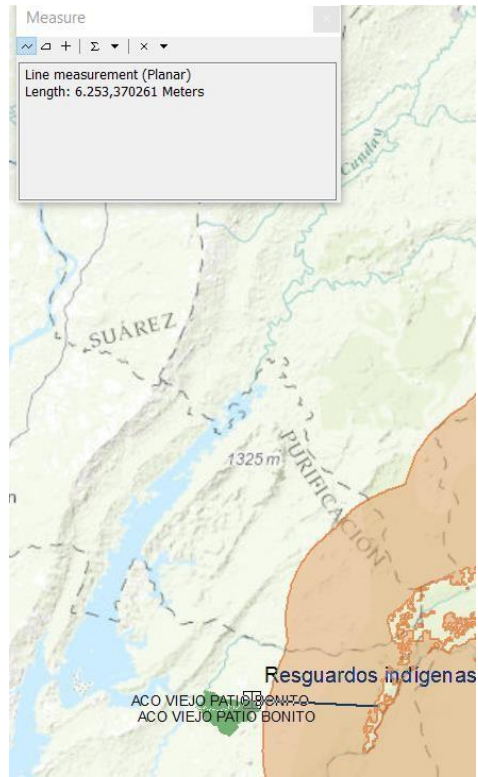 Measure
Line measurement (Planar)
Length: 6.253,370261 Meters
Cunday
SUÁREZ
1325 m
PURIFICACIÓN
n
Resguardos indígenas
ACO VIEJO PATIO BONITO
ACO VIEJO PATIO BONITO